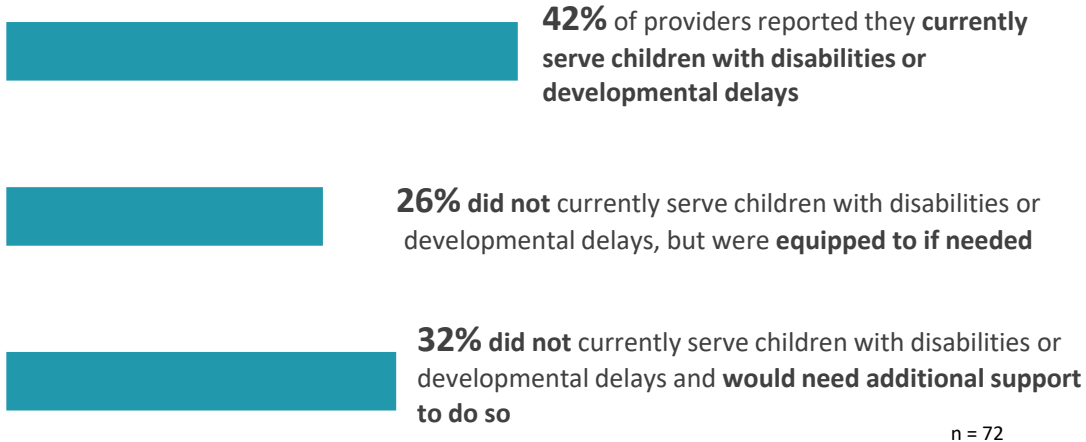 42% of providers reported they currently
serve children with disabilities or
developmental delays
26% did not currently serve children with disabilities or
developmental delays, but were equipped to if needed
32% did not currently serve children with disabilities or
developmental delays and would need additional support
to do so
n = 72